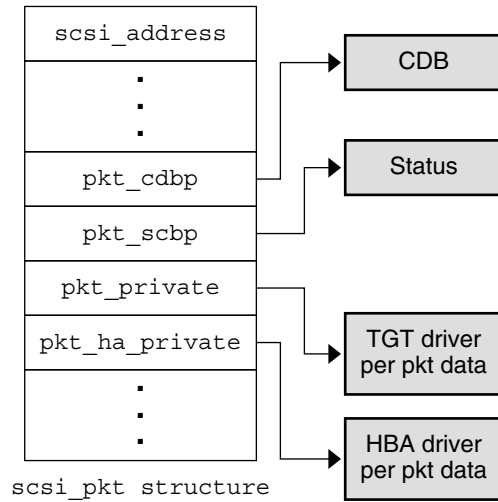 scsi_address
pkt_cdbp
pkt_scbp
pkt_private
pkt_ha_private
scsi_pkt structure
CDB
Status
TGT driver
per pkt data
HBA driver
per pkt data